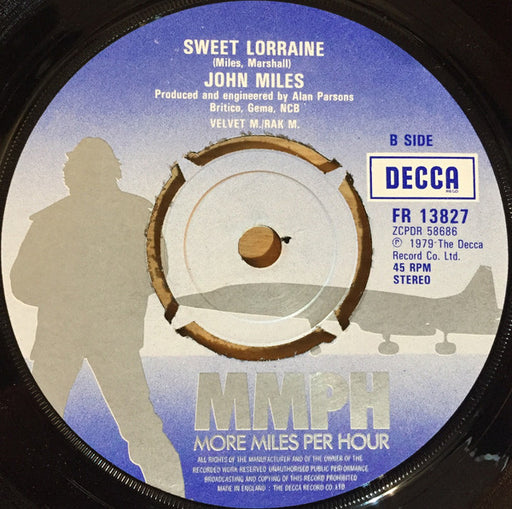 SWEET LORRAINE
(Miles, Marshall)
JOHN MILES
Produced and engineered by Alan Parsons
Britico, Gema, NCB
VELVET M./RAK M.
B SIDE
DECCA
FR 13827
ZCPDR 58686
℗ 1979 The Decca
Record Co. Ltd.
45 RPM
STEREO
MMPH
MORE MILES PER HOUR
ALL RIGHTS OF THE MANUFACTURER AND OF THE OWNER OF THE
RECORDED WORK RESERVED UNAUTHORISED PUBLIC PERFORMANCE
BROADCASTING AND COPYING OF THIS RECORD PROHIBITED
MADE IN ENGLAND : THE DECCA RECORD CO LTD